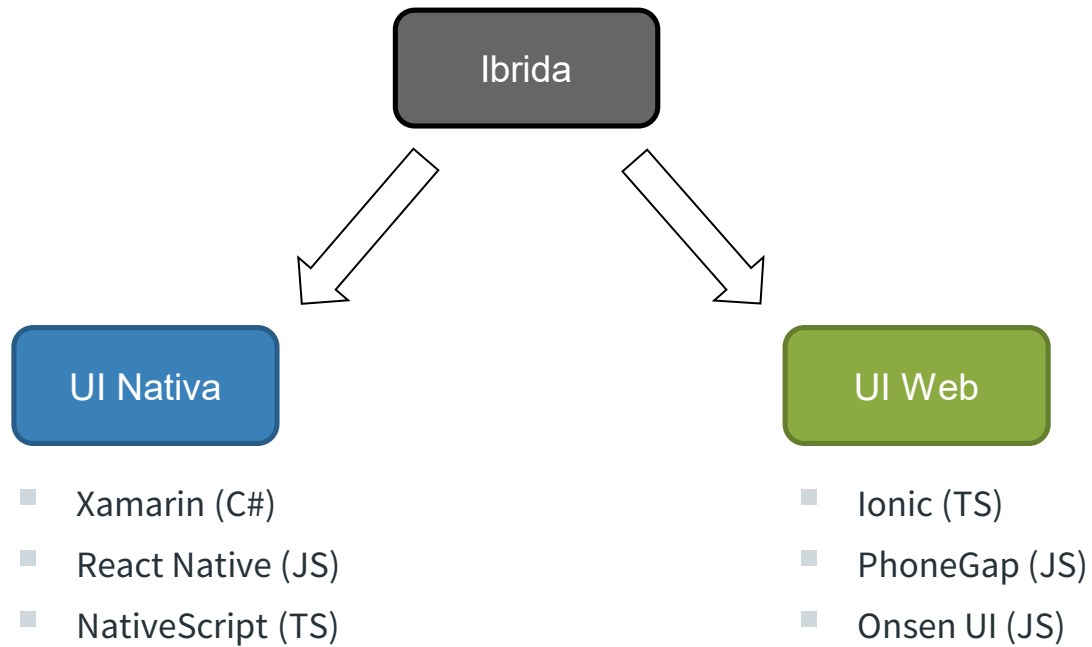 Ibrida
UI Nativa
Xamarin (C#)
React Native (JS)
NativeScript (TS)
UI Web
Ionic (TS)
PhoneGap (JS)
Onsen UI (JS)